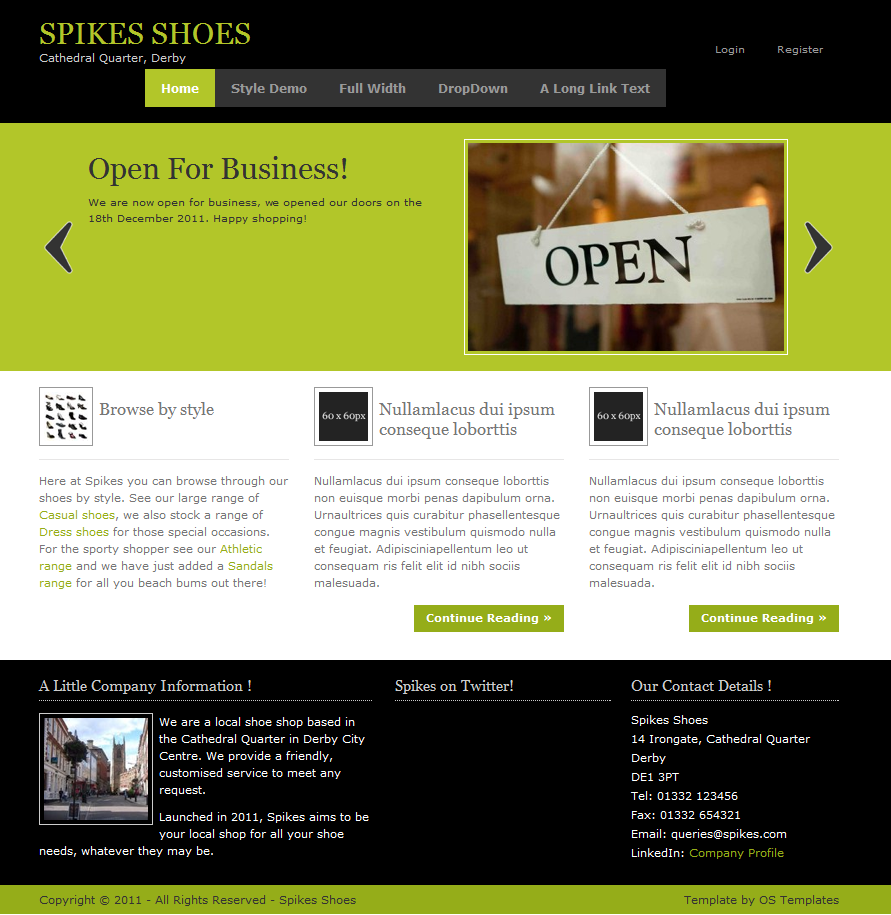 SPIKES SHOES
Cathedral Quarter, Derby
Login
Register
Home
Style Demo
Full Width
DropDown
A Long Link Text
Open For Business!
We are now open for business, we opened our doors on the
18th December 2011. Happy shopping!
OPEN
Browse by style
Here at Spikes you can browse through our
shoes by style. See our large range of
Casual shoes, we also stock a range of
Dress shoes for those special occasions.
For the sporty shopper see our Athletic
range and we have just added a Sandals
range for all you beach bums out there!
60 x 60px
Nullamlacus dui ipsum
conseque loborttis
Nullamlacus dui ipsum conseque loborttis
non euisque morbi penas dapibulum orna.
Urnaultrices quis curabitur phasellentesque
congue magnis vestibulum quismodo nulla
et feugiat. Adipisciniapellentum leo ut
consequam ris felit elit id nibh sociis
malesuada.
Continue Reading »
60 x 60px
Nullamlacus dui ipsum
conseque loborttis
Nullamlacus dui ipsum conseque loborttis
non euisque morbi penas dapibulum orna.
Urnaultrices quis curabitur phasellentesque
congue magnis vestibulum quismodo nulla
et feugiat. Adipisciniapellentum leo ut
consequam ris felit elit id nibh sociis
malesuada.
Continue Reading »
A Little Company Information !
We are a local shoe shop based in
the Cathedral Quarter in Derby City
Centre. We provide a friendly,
customised service to meet any
request.
Launched in 2011, Spikes aims to be
your local shop for all your shoe
needs, whatever they may be.
Spikes on Twitter!
Our Contact Details !
Spikes Shoes
14 Irongate, Cathedral Quarter
Derby
DE1 3PT
Tel: 01332 123456
Fax: 01332 654321
Email: queries@spikes.com
LinkedIn: Company Profile
Copyright © 2011 - All Rights Reserved - Spikes Shoes
Template by OS Templates